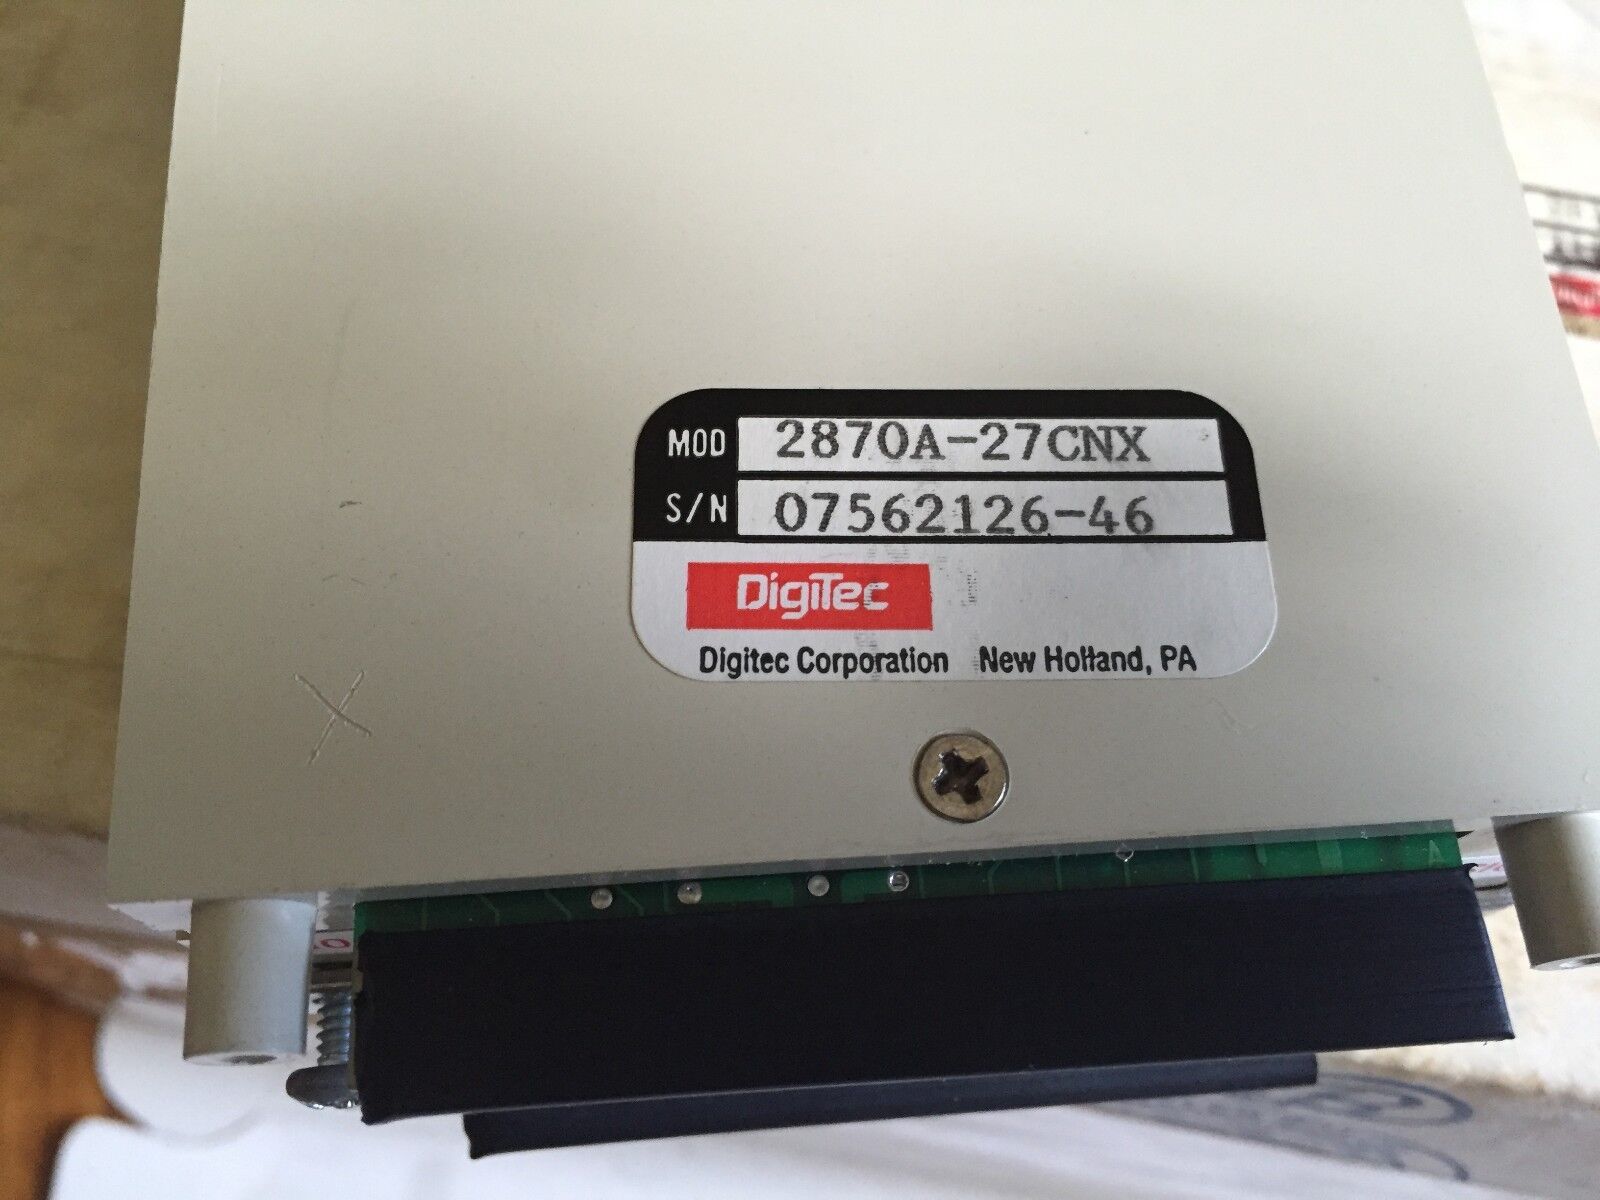 MOD 2870A-27CNX
S/N 07562126-46
DigiTec
Digitec Corporation New Holland, PA